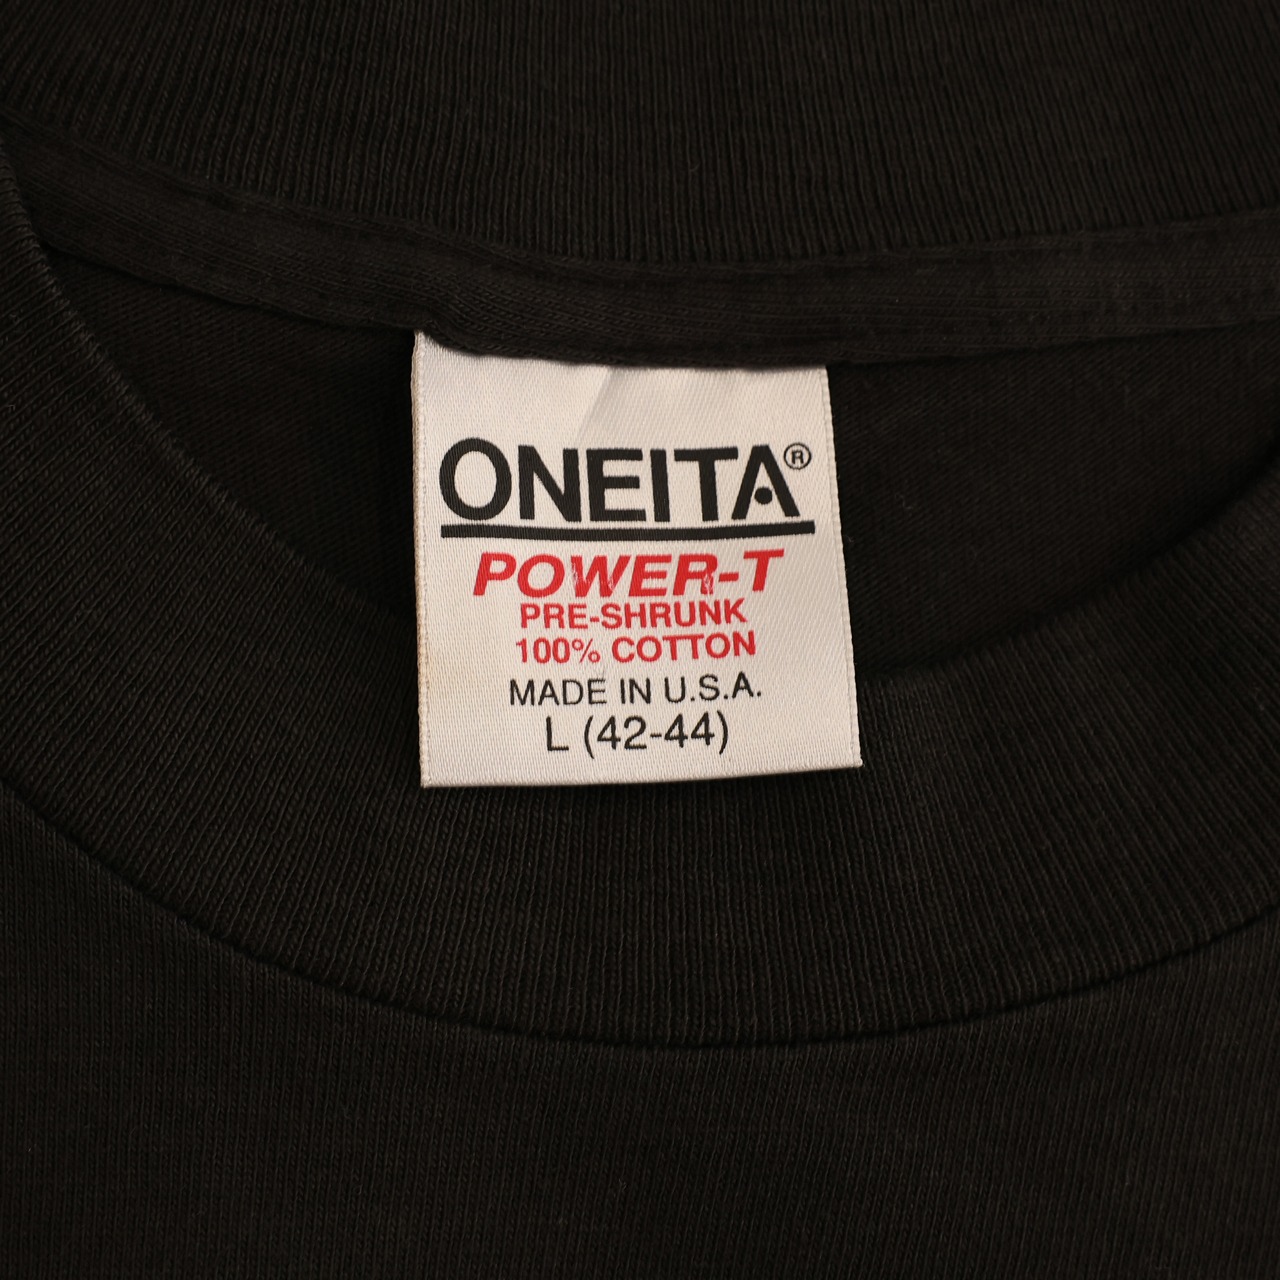 ONEITA®
POWER-T
PRE-SHRUNK
100% COTTON
MADE IN U.S.A.
L (42-44)